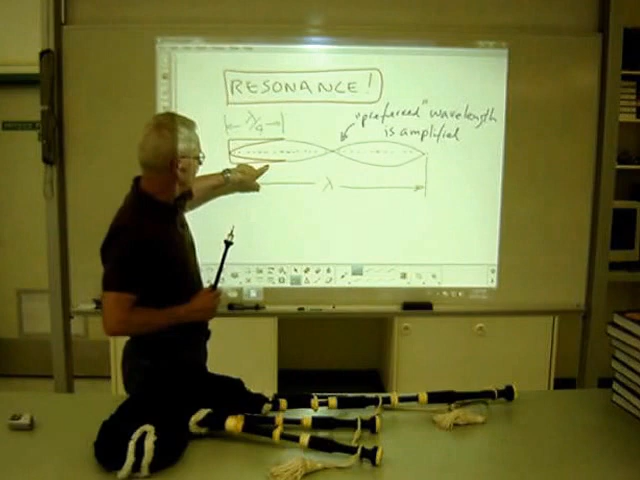 RESONANCE!
λ/4
"preferred" wavelength
is amplified
λ